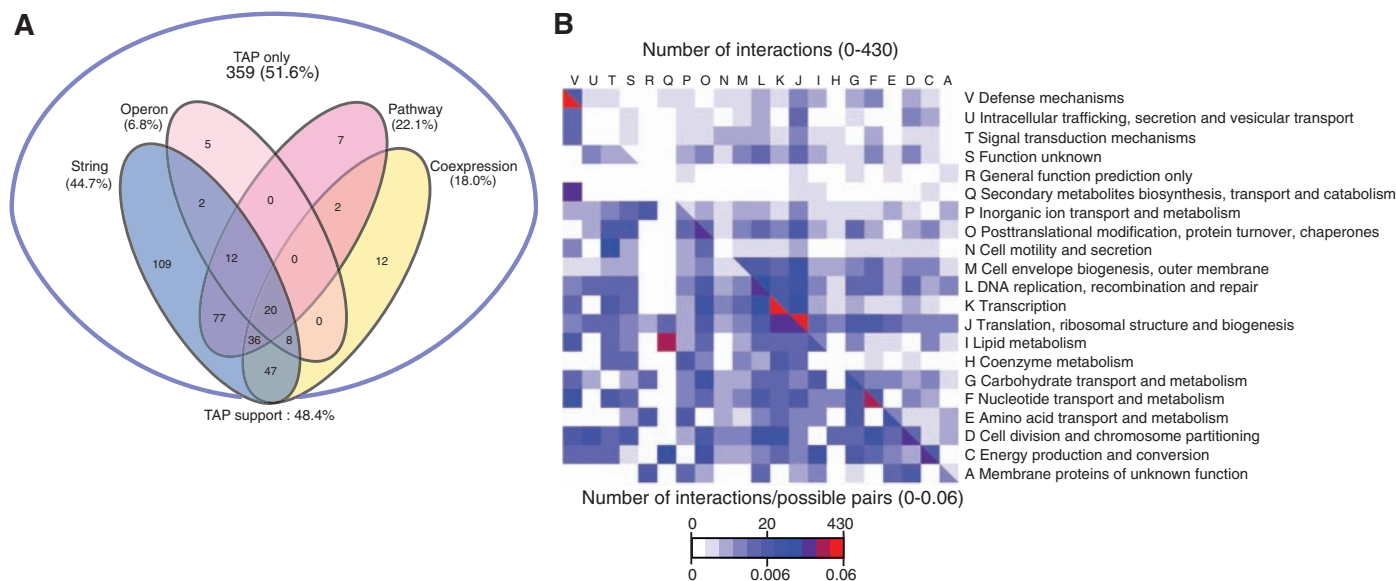 A
TAP only
359 (51.6%)
Operon
(6.8%)
Pathway
(22.1%)
String
(44.7%)
Coexpression
(18.0%)
5
7
2
0
2
109
12
0
12
77
20
0
36
8
47
TAP support : 48.4%
B
Number of interactions (0-430)
V U T S R Q P O N M L K J I H G F E D C A
V Defense mechanisms
U Intracellular trafficking, secretion and vesicular transport
T Signal transduction mechanisms
S Function unknown
R General function prediction only
Q Secondary metabolites biosynthesis, transport and catabolism
P Inorganic ion transport and metabolism
O Posttranslational modification, protein turnover, chaperones
N Cell motility and secretion
M Cell envelope biogenesis, outer membrane
L DNA replication, recombination and repair
K Transcription
J Translation, ribosomal structure and biogenesis
I Lipid metabolism
H Coenzyme metabolism
G Carbohydrate transport and metabolism
F Nucleotide transport and metabolism
E Amino acid transport and metabolism
D Cell division and chromosome partitioning
C Energy production and conversion
A Membrane proteins of unknown function
Number of interactions/possible pairs (0-0.06)
0 20 430
0 0.006 0.06